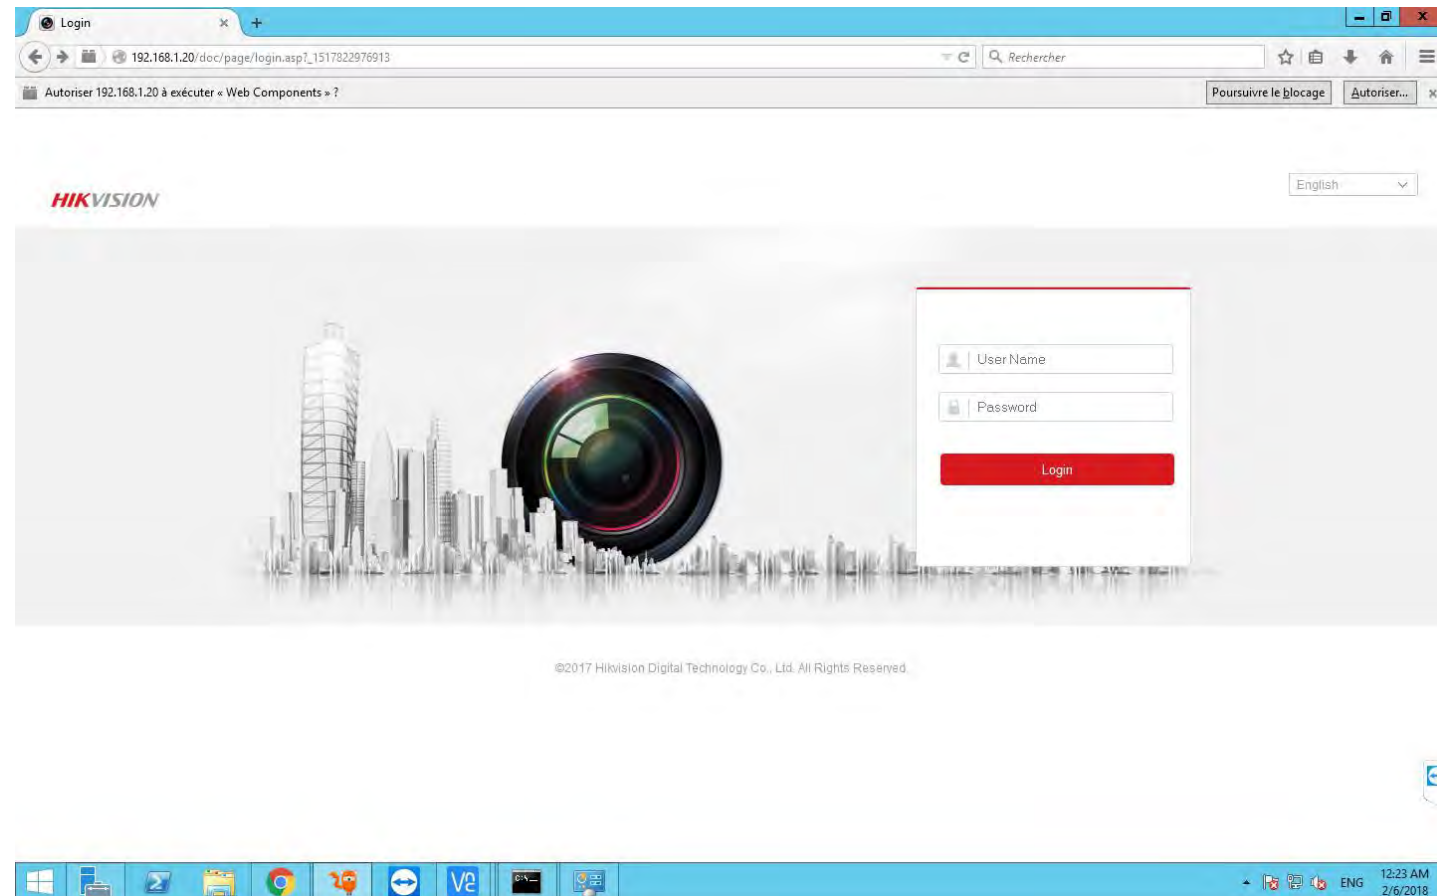 Login
192.168.1.20/doc/page/login.asp?_1517822976913
Rechercher
Autoriser 192.168.1.20 à exécuter « Web Components » ?
Poursuivre le blocage
Autoriser...
HIKVISION
English
User Name
Password
Login
©2017 Hikvision Digital Technology Co., Ltd. All Rights Reserved.
ENG
12:23 AM
2/6/2018